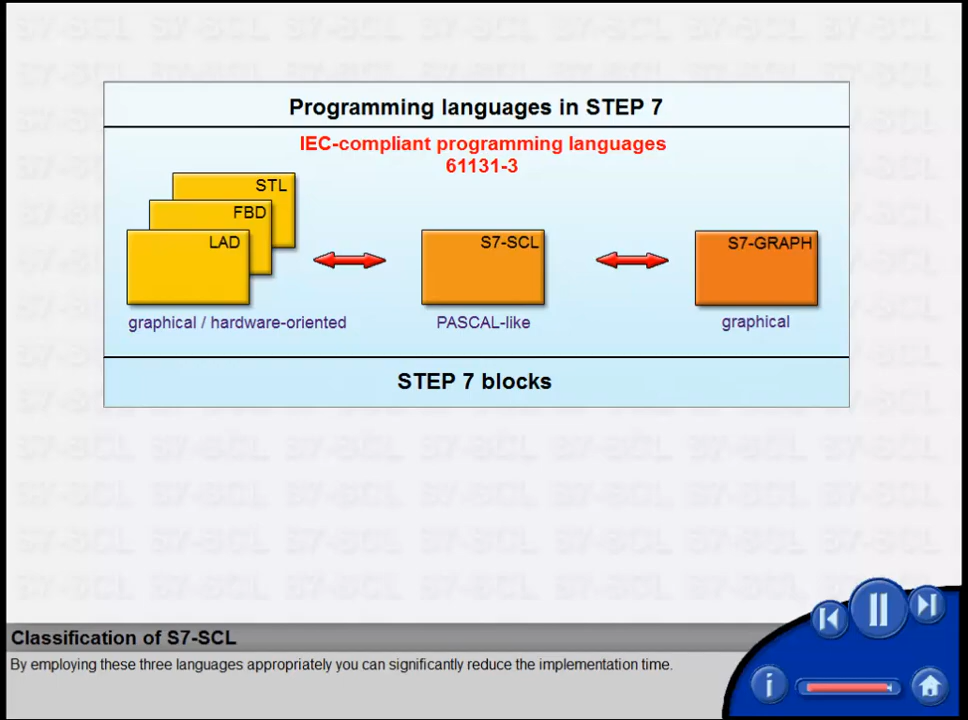 Programming languages in STEP 7
IEC-compliant programming languages
61131-3
STL
FBD
LAD
S7-SCL
S7-GRAPH
graphical / hardware-oriented
PASCAL-like
graphical
STEP 7 blocks
Classification of S7-SCL
By employing these three languages appropriately you can significantly reduce the implementation time.
i